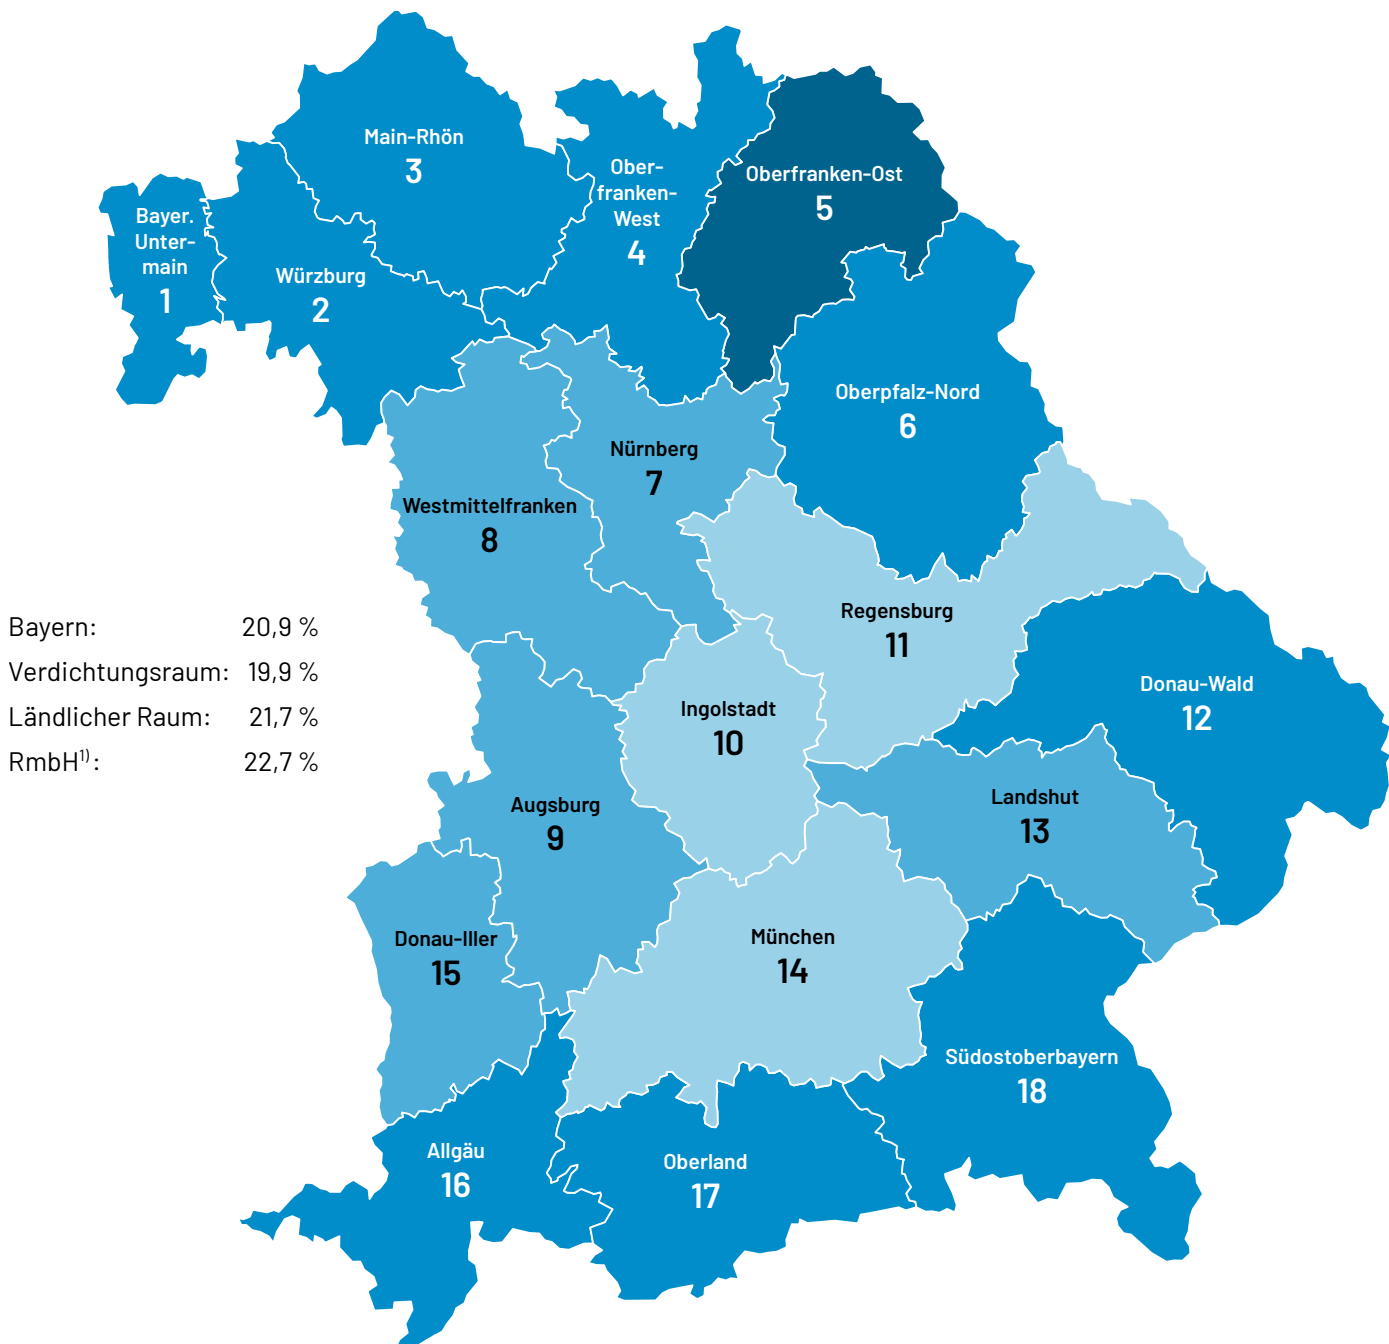 Main-Rhön
3
Ober-
franken-
West
4
Oberfranken-Ost
5
Bayer.
Unter-
main
1
Würzburg
2
Oberpfalz-Nord
6
Nürnberg
7
Westmittelfranken
8
Regensburg
11
Bayern: 20,9 %
Verdichtungsraum: 19,9 %
Ländlicher Raum: 21,7 %
RmbH¹⁾: 22,7 %
Ingolstadt
10
Donau-Wald
12
Augsburg
9
Landshut
13
Donau-Iller
15
München
14
Südostoberbayern
18
Allgäu
16
Oberland
17